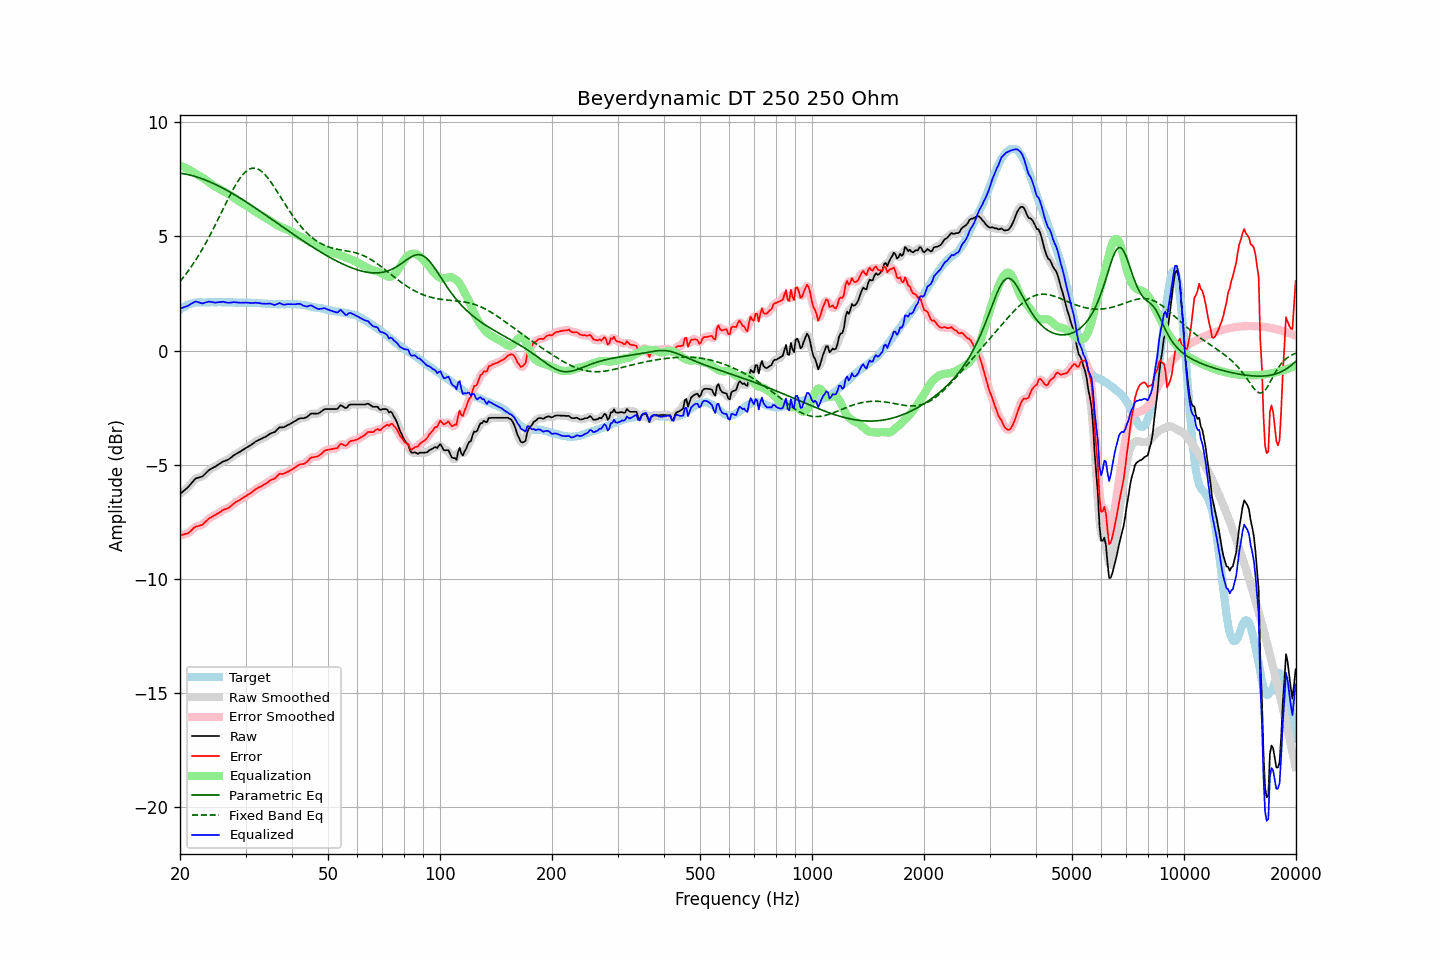 Beyerdynamic DT 250 250 Ohm
Amplitude (dBr)
10
5
0
−5
−10
−15
−20
Target
Raw Smoothed
Error Smoothed
Raw
Error
Equalization
Parametric Eq
Fixed Band Eq
Equalized
20 50 100 200 500 1000 2000 5000 10000 20000
Frequency (Hz)